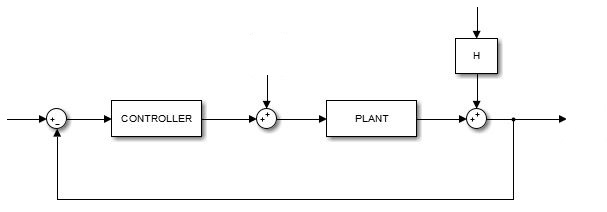 H
+
-
CONTROLLER
+
+
PLANT
+
+